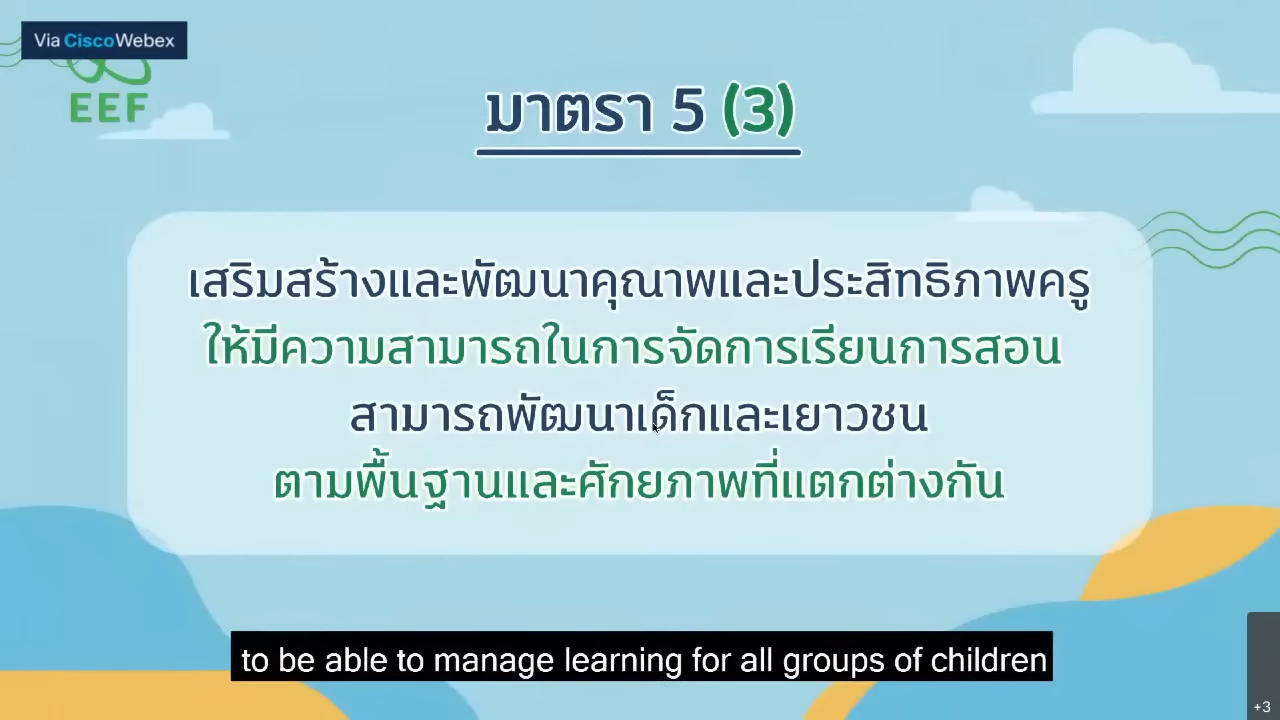 Via Cisco Webex
EEF
มาตรา 5 (3)
เสริมสร้างและพัฒนาคุณาพและประสิทธิภาพครู
ให้มีความสามารถในการจัดการเรียนการสอน
สามารถพัฒนาเด็กและเยาวชน
ตามพื้นฐานและศักยภาพที่แตกต่างกัน
to be able to manage learning for all groups of children
+3